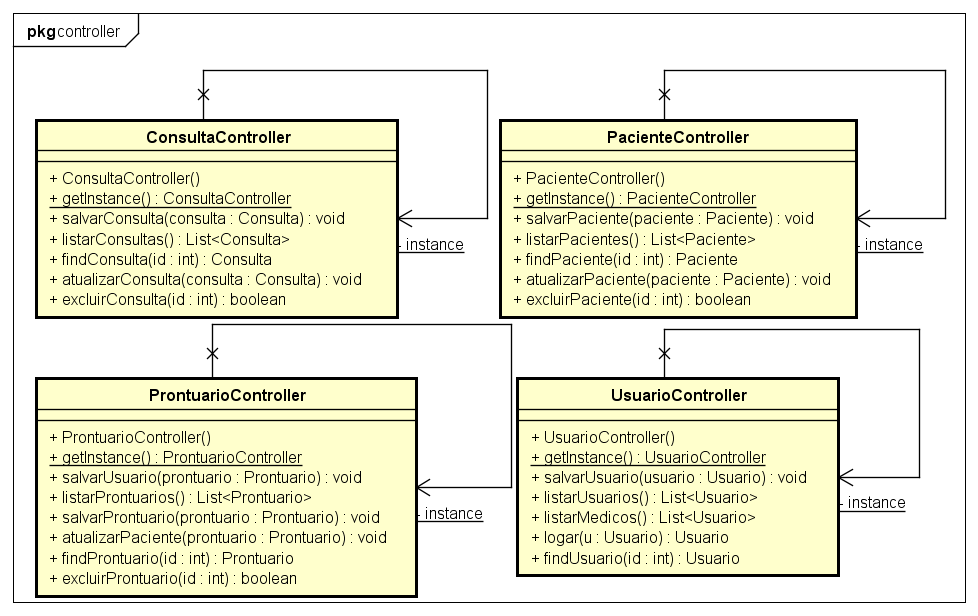 pkg controller
ConsultaController
+ ConsultaController()
+ getInstance() : ConsultaController
+ salvarConsulta(consulta : Consulta) : void
+ listarConsultas() : List<Consulta>
+ findConsulta(id : int) : Consulta
+ atualizarConsulta(consulta : Consulta) : void
+ excluirConsulta(id : int) : boolean
- instance
PacienteController
+ PacienteController()
+ getInstance() : PacienteController
+ salvarPaciente(paciente : Paciente) : void
+ listarPacientes() : List<Paciente>
+ findPaciente(id : int) : Paciente
+ atualizarPaciente(paciente : Paciente) : void
+ excluirPaciente(id : int) : boolean
- instance
ProntuarioController
+ ProntuarioController()
+ getInstance() : ProntuarioController
+ salvarUsuario(prontuario : Prontuario) : void
+ listarProntuarios() : List<Prontuario>
+ salvarProntuario(prontuario : Prontuario) : void
+ atualizarPaciente(prontuario : Prontuario) : void
+ findProntuario(id : int) : Prontuario
+ excluirProntuario(id : int) : boolean
- instance
UsuarioController
+ UsuarioController()
+ getInstance() : UsuarioController
+ salvarUsuario(usuario : Usuario) : void
+ listarUsuarios() : List<Usuario>
+ listarMedicos() : List<Usuario>
+ logar(u : Usuario) : Usuario
+ findUsuario(id : int) : Usuario
- instance